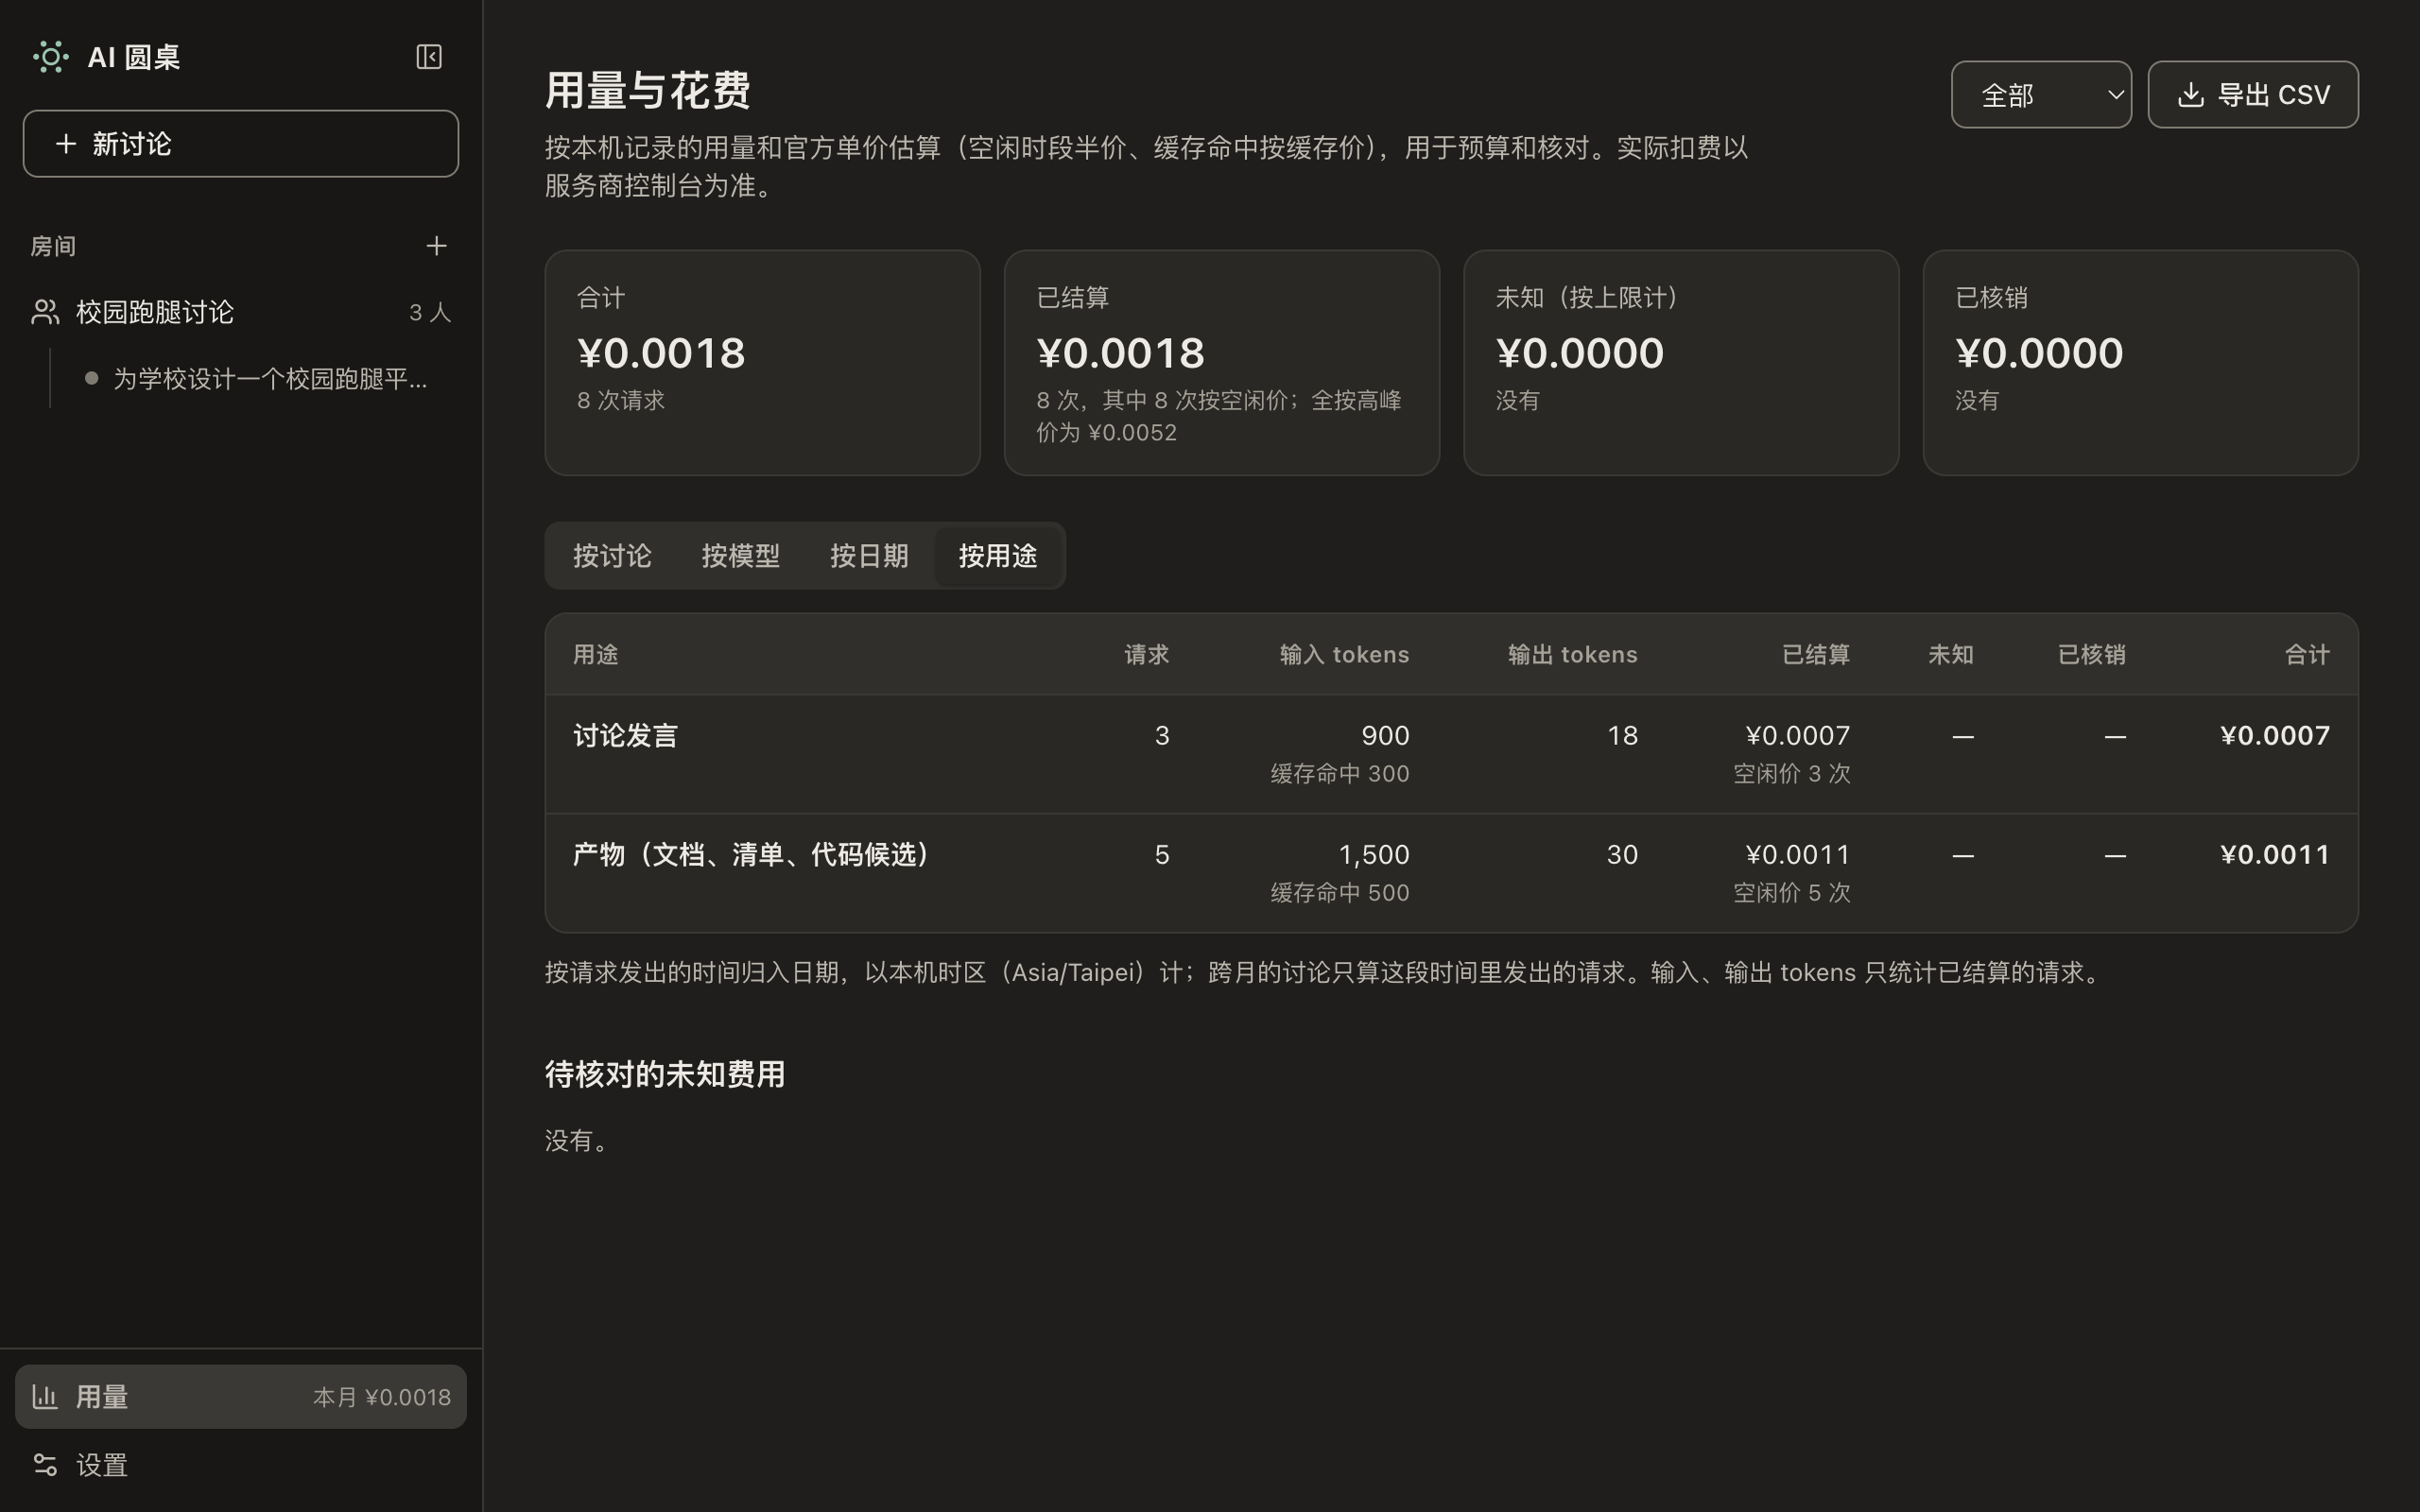 AI 圆桌
新讨论
房间
校园跑腿讨论 3 人
为学校设计一个校园跑腿平...
用量 本月 ¥0.0018
设置
用量与花费
全部
导出 CSV
按本机记录的用量和官方单价估算（空闲时段半价、缓存命中按缓存价），用于预算和核对。实际扣费以
服务商控制台为准。
合计
¥0.0018
8 次请求
已结算
¥0.0018
8 次，其中 8 次按空闲价；全按高峰
价为 ¥0.0052
未知（按上限计）
¥0.0000
没有
已核销
¥0.0000
没有
按讨论 按模型 按日期 按用途
用途 请求 输入 tokens 输出 tokens 已结算 未知 已核销 合计
讨论发言 3 900 18 ¥0.0007 — — ¥0.0007
缓存命中 300 空闲价 3 次
产物（文档、清单、代码候选） 5 1,500 30 ¥0.0011 — — ¥0.0011
缓存命中 500 空闲价 5 次
按请求发出的时间归入日期，以本机时区（Asia/Taipei）计；跨月的讨论只算这段时间里发出的请求。输入、输出 tokens 只统计已结算的请求。
待核对的未知费用
没有。